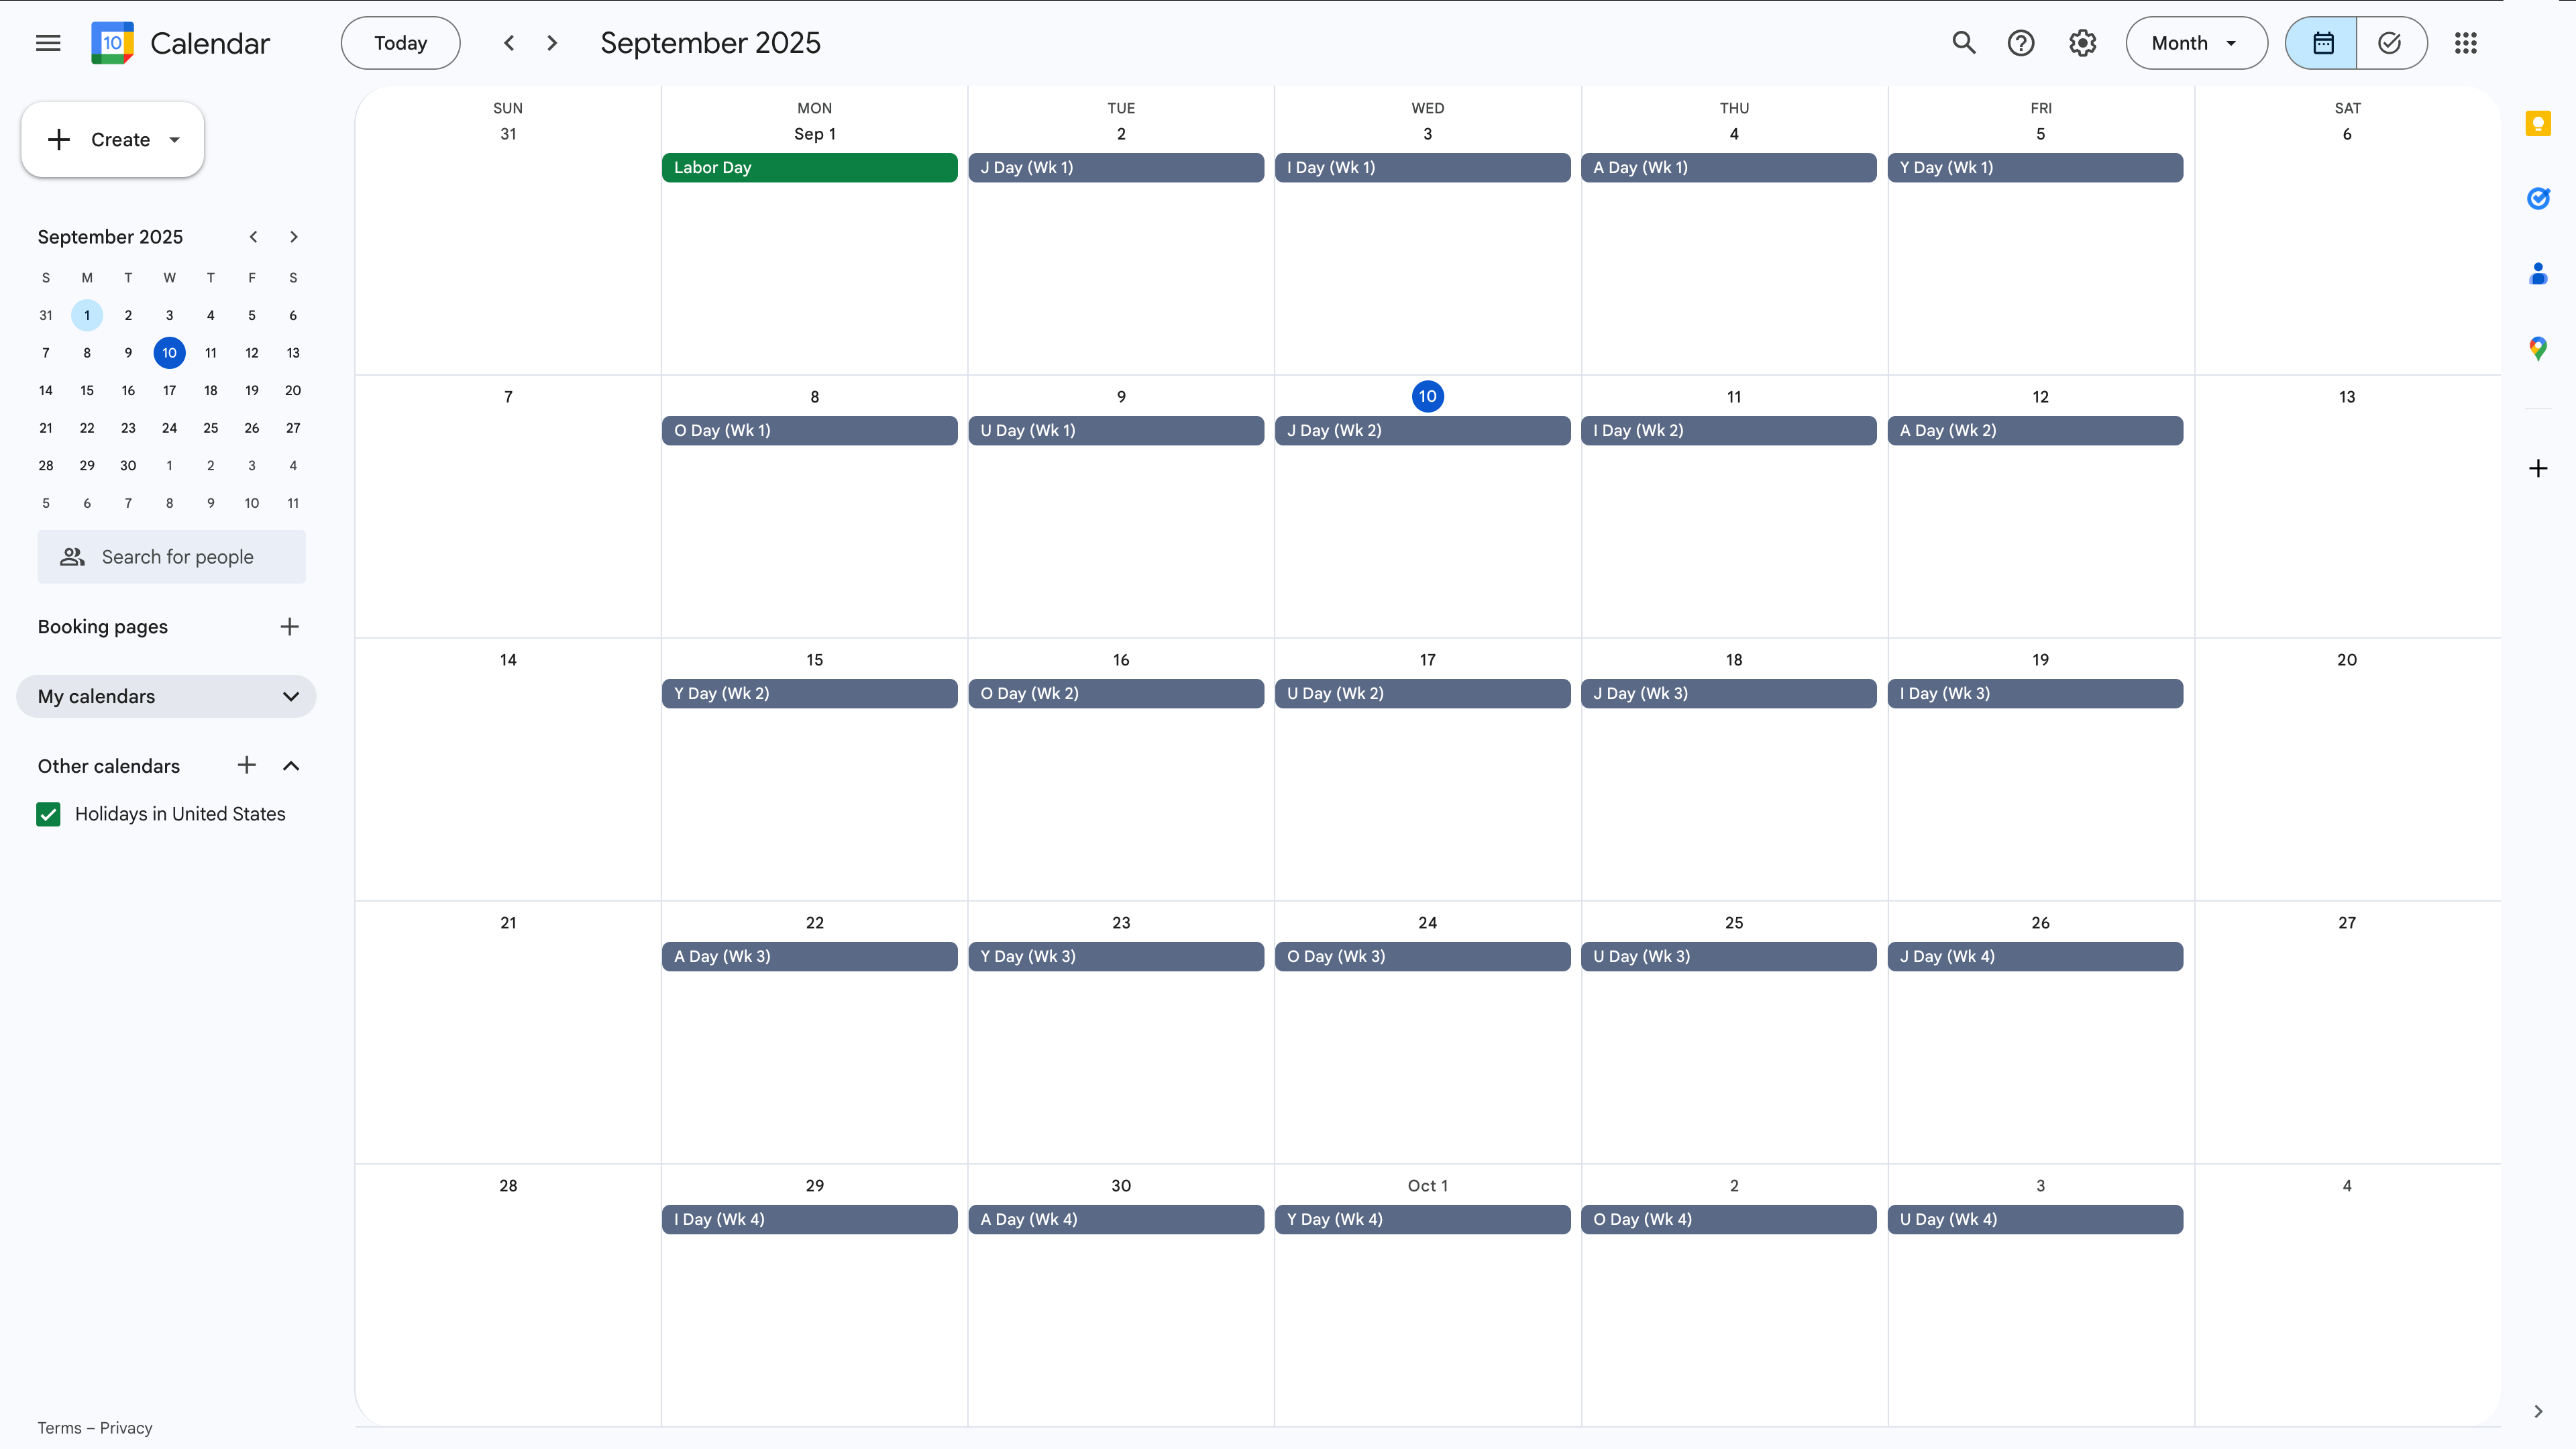 10 Calendar Today September 2025 Month
Create
September 2025
S M T W T F S
31 1 2 3 4 5 6
7 8 9 10 11 12 13
14 15 16 17 18 19 20
21 22 23 24 25 26 27
28 29 30 1 2 3 4
5 6 7 8 9 10 11
Search for people
Booking pages
My calendars
Other calendars
Holidays in United States
Terms – Privacy
SUN MON TUE WED THU FRI SAT
31 Sep 1 2 3 4 5 6
Labor Day J Day (Wk 1) I Day (Wk 1) A Day (Wk 1) Y Day (Wk 1)
7 8 9 10 11 12 13
O Day (Wk 1) U Day (Wk 1) J Day (Wk 2) I Day (Wk 2) A Day (Wk 2)
14 15 16 17 18 19 20
Y Day (Wk 2) O Day (Wk 2) U Day (Wk 2) J Day (Wk 3) I Day (Wk 3)
21 22 23 24 25 26 27
A Day (Wk 3) Y Day (Wk 3) O Day (Wk 3) U Day (Wk 3) J Day (Wk 4)
28 29 30 Oct 1 2 3 4
I Day (Wk 4) A Day (Wk 4) Y Day (Wk 4) O Day (Wk 4) U Day (Wk 4)